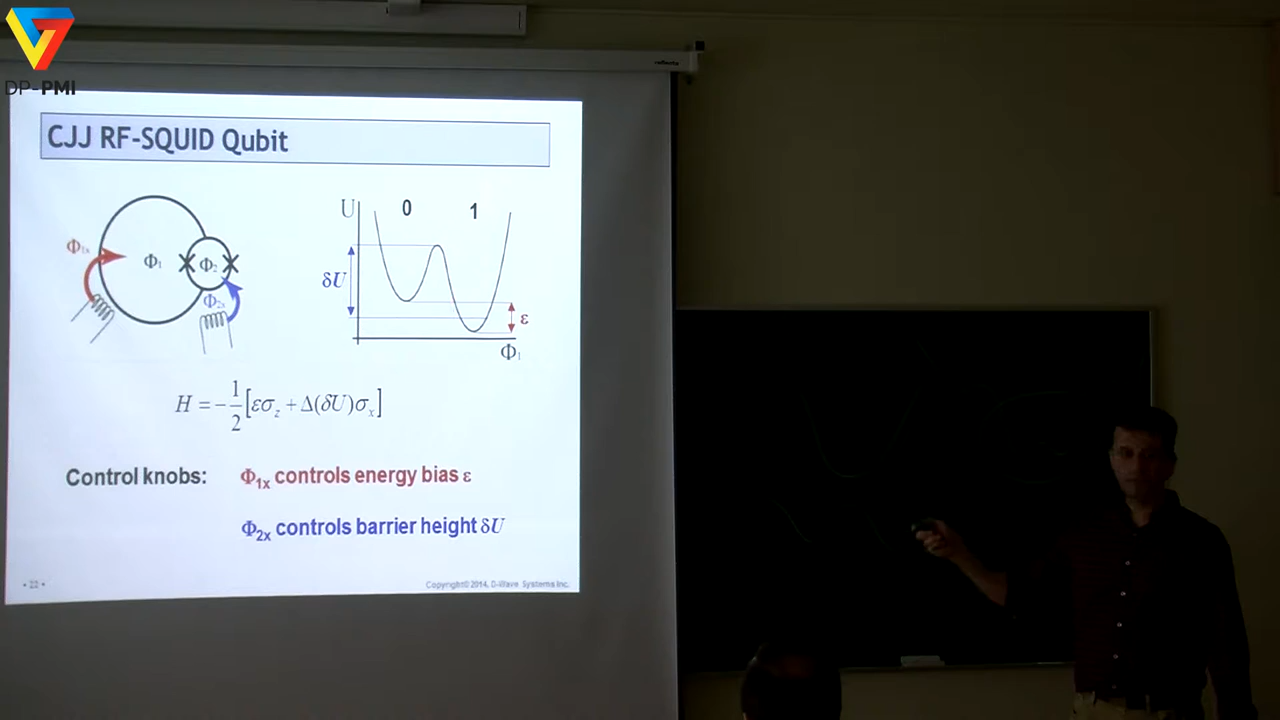 DP-PMI
reflecta
CJJ RF-SQUID Qubit
Φ1x
Φ1
Φ2
Φ2x
U
0
1
δU
ε
Φ1
H = -1/2[εσz + Δ(δU)σx]
Control knobs: Φ1x controls energy bias ε
Φ2x controls barrier height δU
• 22 •
Copyright© 2014, D-Wave Systems Inc.